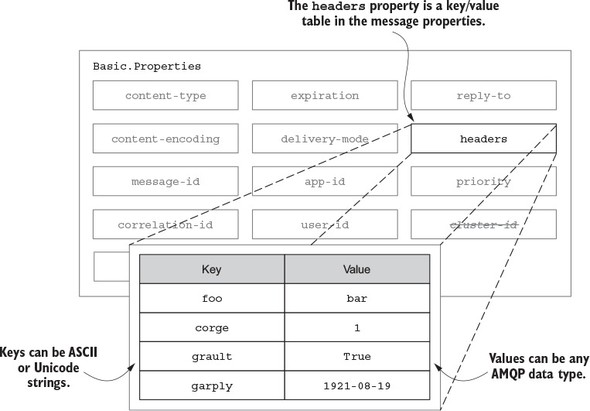 The headers property is a key/value
table in the message properties.
Basic.Properties
content-type expiration reply-to
content-encoding delivery-mode headers
message-id app-id priority
correlation-id user-id cluster-id
Key Value
foo bar
corge 1
grault True
garply 1921-08-19
Keys can be ASCII
or Unicode
strings.
Values can be any
AMQP data type.